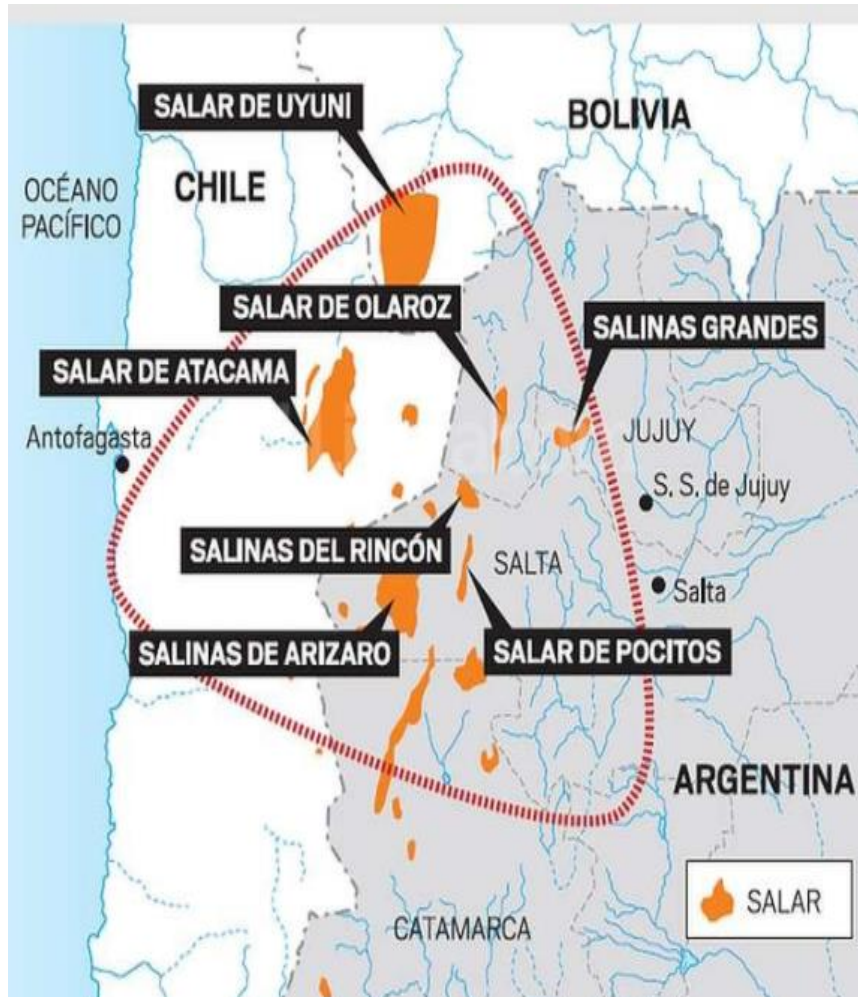 SALAR DE UYUNI
BOLIVIA
OCÉANO
PACÍFICO
CHILE
SALAR DE OLAROZ
SALINAS GRANDES
SALAR DE ATACAMA
Antofagasta
JUJUY
S. S. de Jujuy
SALINAS DEL RINCÓN
SALTA
Salta
SALINAS DE ARIZARO
SALAR DE POCITOS
ARGENTINA
SALAR
CATAMARCA